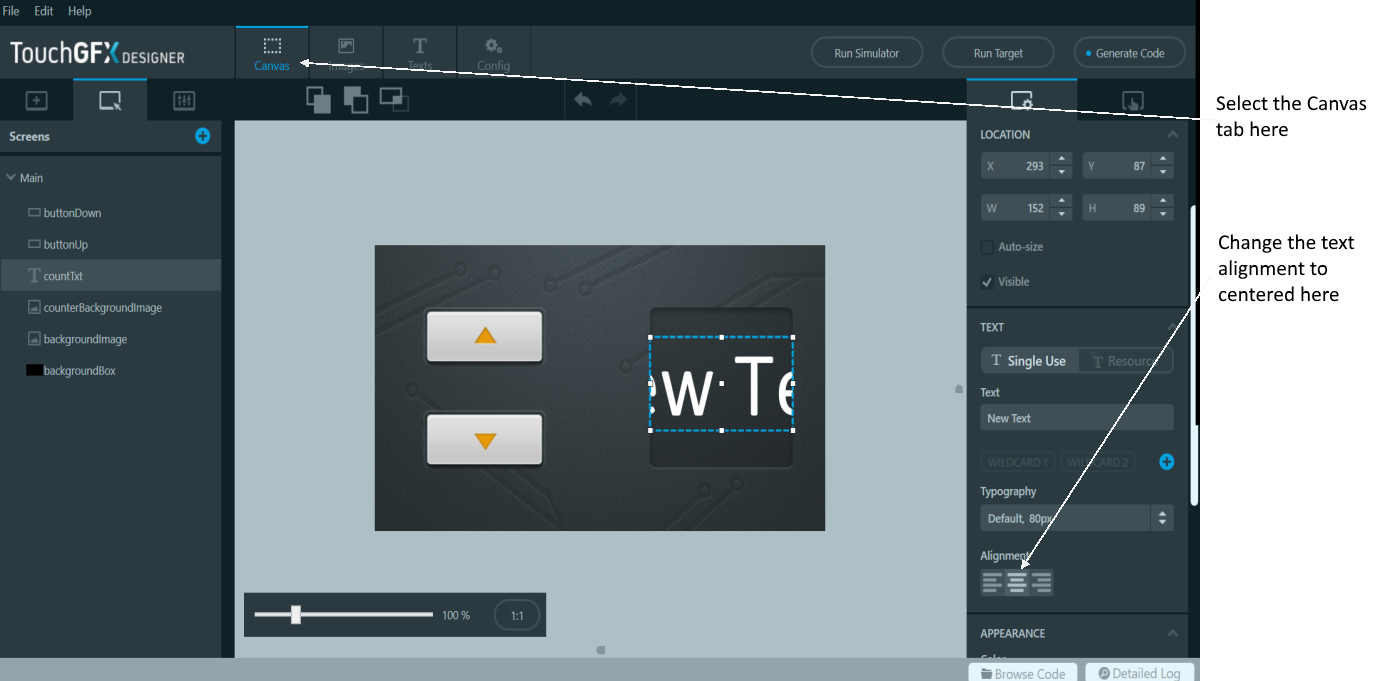 File Edit Help
TouchGFX DESIGNER
Canvas Images Texts Config
Run Simulator Run Target Generate Code
Select the Canvas
tab here
Screens
Main
buttonDown
buttonUp
countTxt
counterBackgroundImage
backgroundImage
backgroundBox
ew Te
100 %
1:1
LOCATION
X 293 Y 87
W 152 H 89
Auto-size
Visible
Change the text
alignment to
centered here
TEXT
T Single Use T Resource
Text
New Text
WILDCARD 1 WILDCARD 2
Typography
Default, 80px
Alignment
APPEARANCE
Color
Browse Code Detailed Log